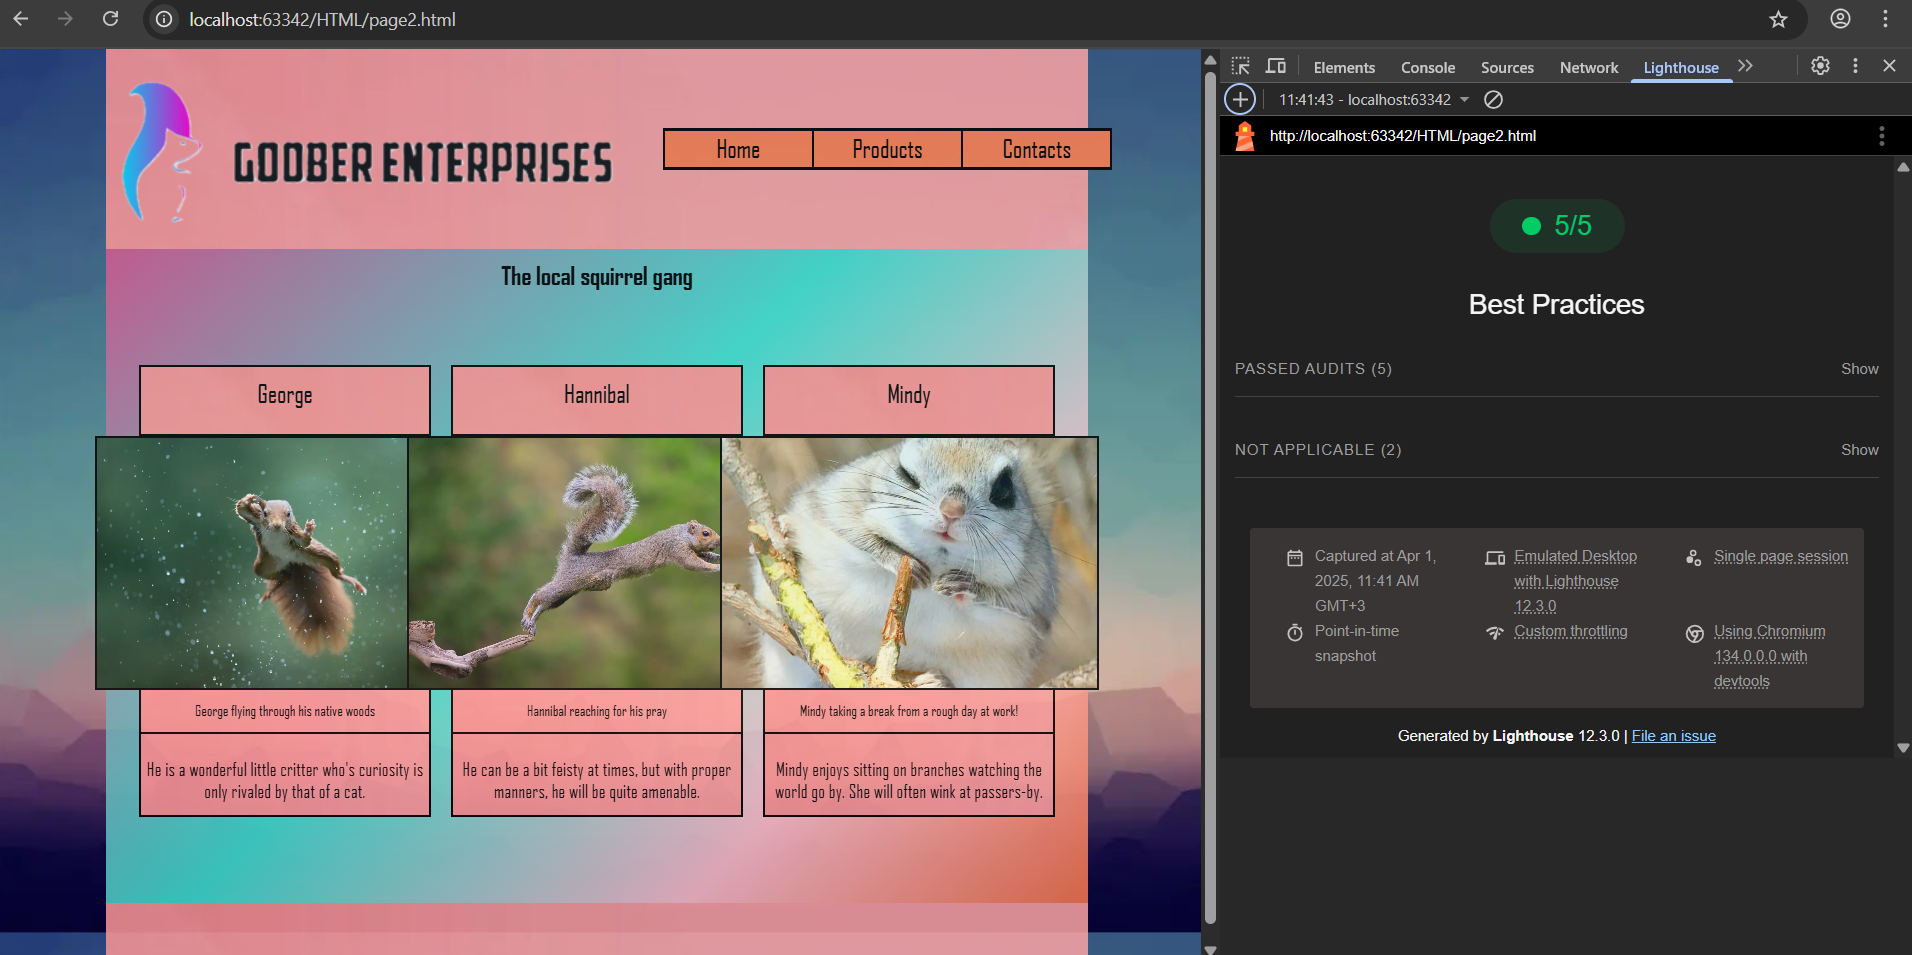 localhost:63342/HTML/page2.html
GOOBER ENTERPRISES
Home
Products
Contacts
The local squirrel gang
George
Hannibal
Mindy
George flying through his native woods
Hannibal reaching for his pray
Mindy taking a break from a rough day at work!
He is a wonderful little critter who's curiosity is
only rivaled by that of a cat.
He can be a bit feisty at times, but with proper
manners, he will be quite amenable.
Mindy enjoys sitting on branches watching the
world go by. She will often wink at passers-by.
Elements
Console
Sources
Network
Lighthouse
11:41:43 - localhost:63342
http://localhost:63342/HTML/page2.html
5/5
Best Practices
PASSED AUDITS (5)
Show
NOT APPLICABLE (2)
Show
Captured at Apr 1,
2025, 11:41 AM
GMT+3
Emulated Desktop
with Lighthouse
12.3.0
Single page session
Point-in-time
snapshot
Custom throttling
Using Chromium
134.0.0.0 with
devtools
Generated by Lighthouse 12.3.0 | File an issue